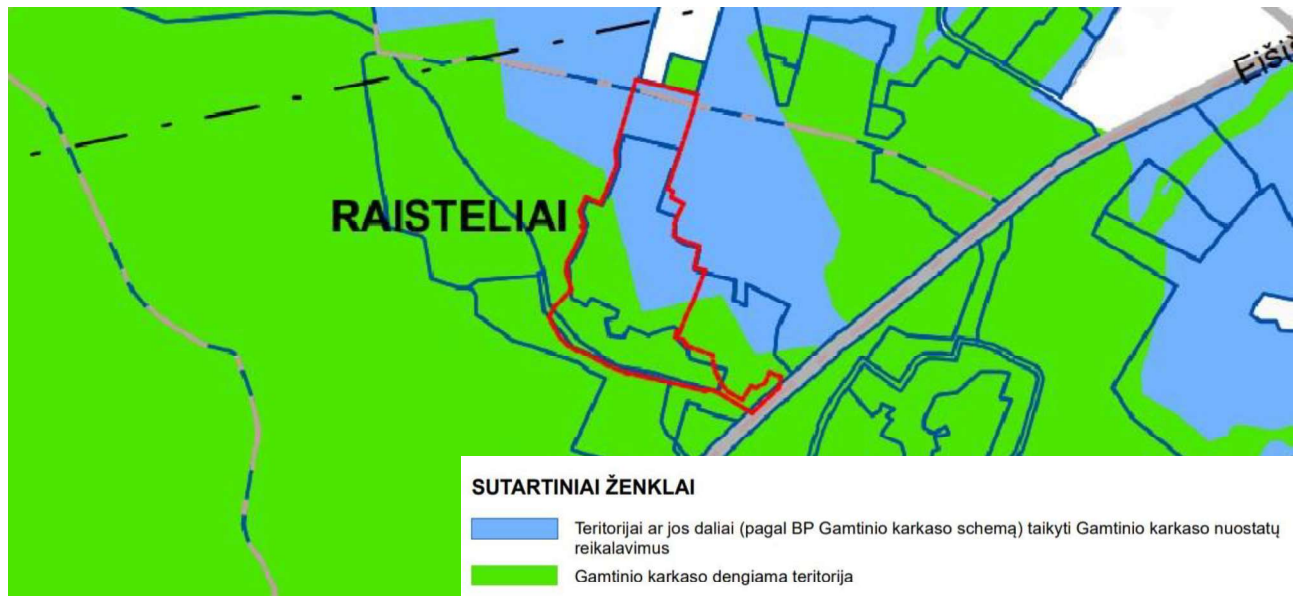 Eišiš
RAISTELIAI
SUTARTINIAI ŽENKLAI
Teritorijai ar jos daliai (pagal BP Gamtinio karkaso schemą) taikyti Gamtinio karkaso nuostatų
reikalavimus
Gamtinio karkaso dengiama teritorija